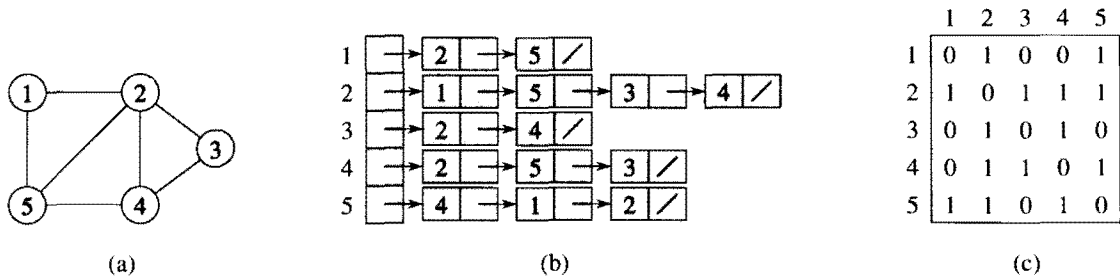 1 2
3
5 4
(a)
1 2 5 /
2 1 5 3 4 /
3 2 4 /
4 2 5 3 /
5 4 1 2 /
(b)
1 2 3 4 5
1 0 1 0 0 1
2 1 0 1 1 1
3 0 1 0 1 0
4 0 1 1 0 1
5 1 1 0 1 0
(c)